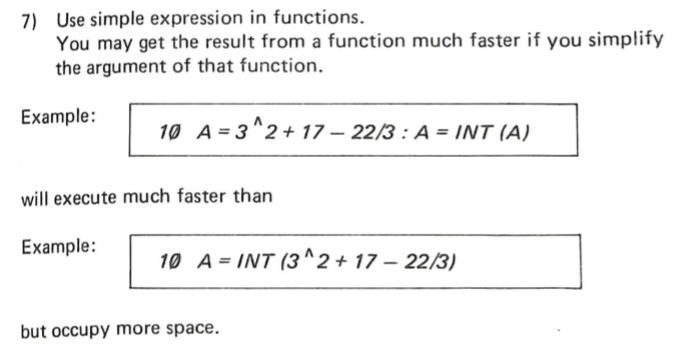 7) Use simple expression in functions.
You may get the result from a function much faster if you simplify
the argument of that function.
Example:
10 A = 3^2 + 17 – 22/3 : A = INT (A)
will execute much faster than
Example:
10 A = INT (3^2 + 17 – 22/3)
but occupy more space.